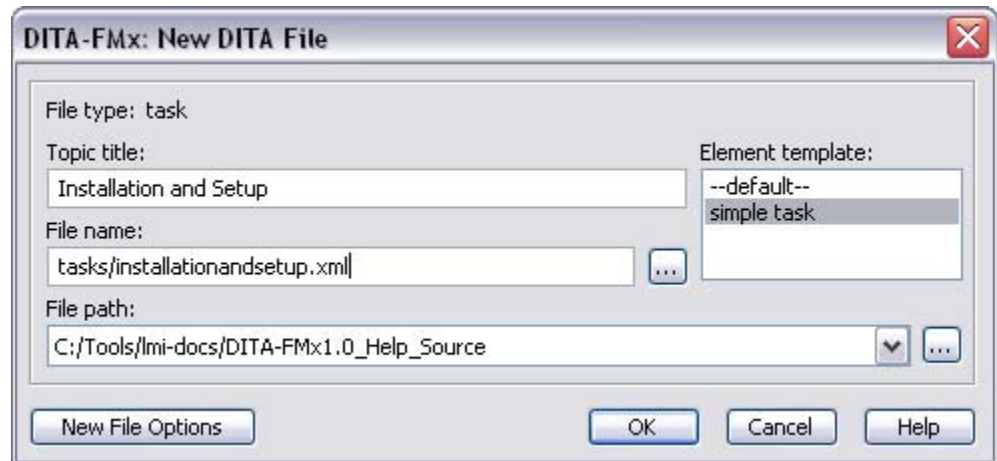 DITA-FMx: New DITA File
File type: task
Topic title:
Installation and Setup
Element template:
--default--
simple task
File name:
tasks/installationandsetup.xml
...
File path:
C:/Tools/lmi-docs/DITA-FMx1.0_Help_Source
...
New File Options
OK
Cancel
Help